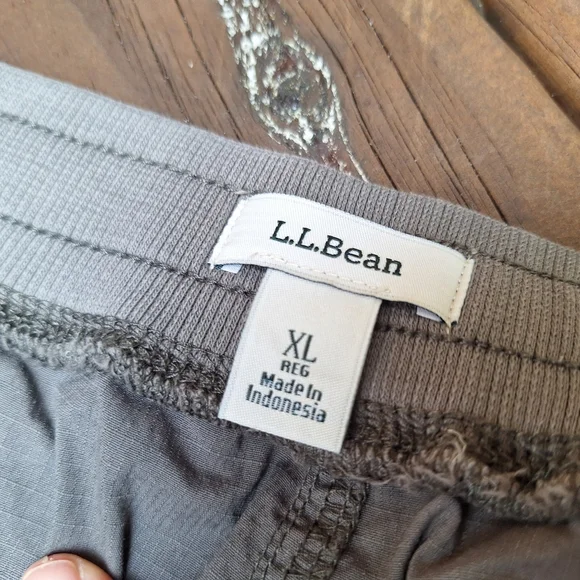 L.L.Bean
XL
REG
Made In
Indonesia